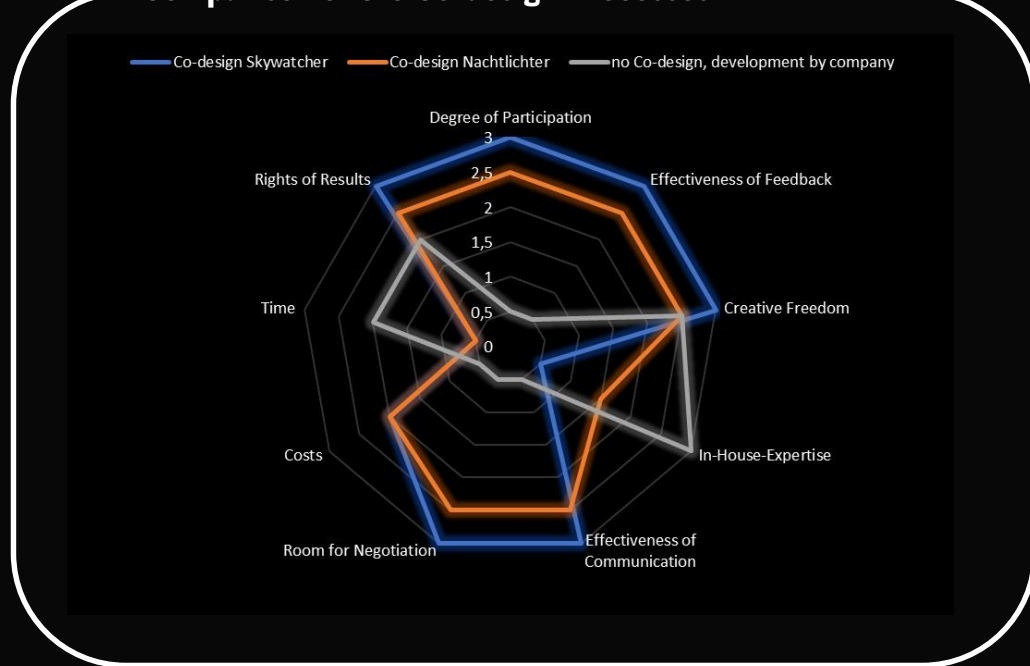 Co-design Skywatcher Co-design Nachtlichter no Co-design, development by company
Degree of Participation
3
Rights of Results
Effectiveness of Feedback
2,5
2
1,5
1
Time
Creative Freedom
0,5
0
Costs
In-House-Expertise
Room for Negotiation
Effectiveness of
Communication